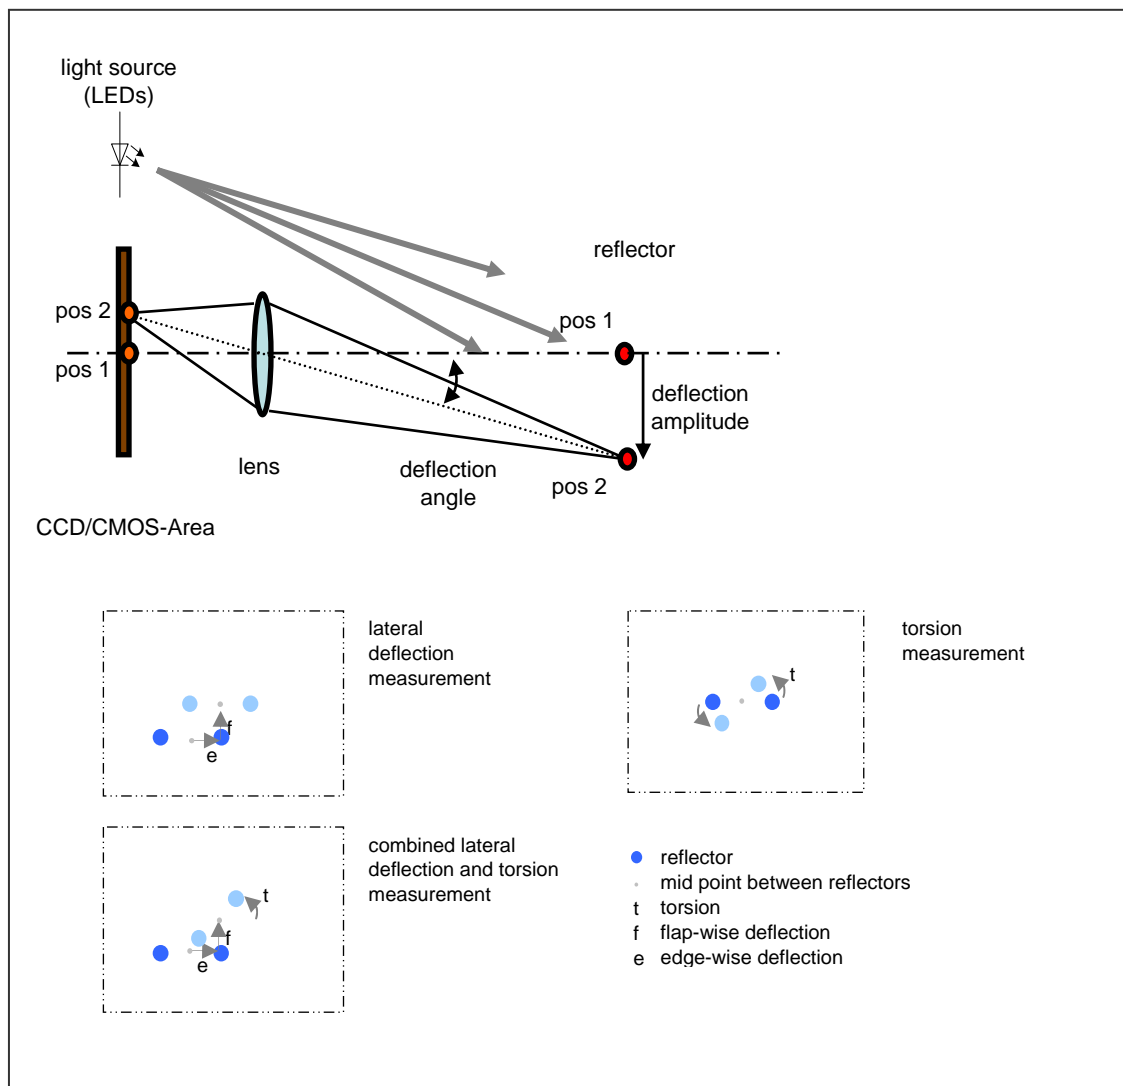 light source
(LEDs)
reflector
pos 2
pos 1
pos 1
deflection
amplitude
lens
deflection
angle
pos 2
CCD/CMOS-Area
lateral
deflection
measurement
f
e
torsion
measurement
t
combined lateral
deflection and torsion
measurement
t
f
e
reflector
mid point between reflectors
t torsion
f flap-wise deflection
e edge-wise deflection